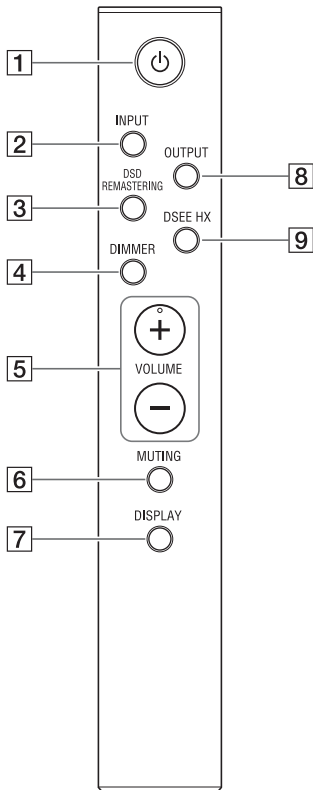 1
INPUT
2
OUTPUT
8
DSD
REMASTERING
3
DSEE HX
9
DIMMER
4
+
5
VOLUME
−
MUTING
6
DISPLAY
7